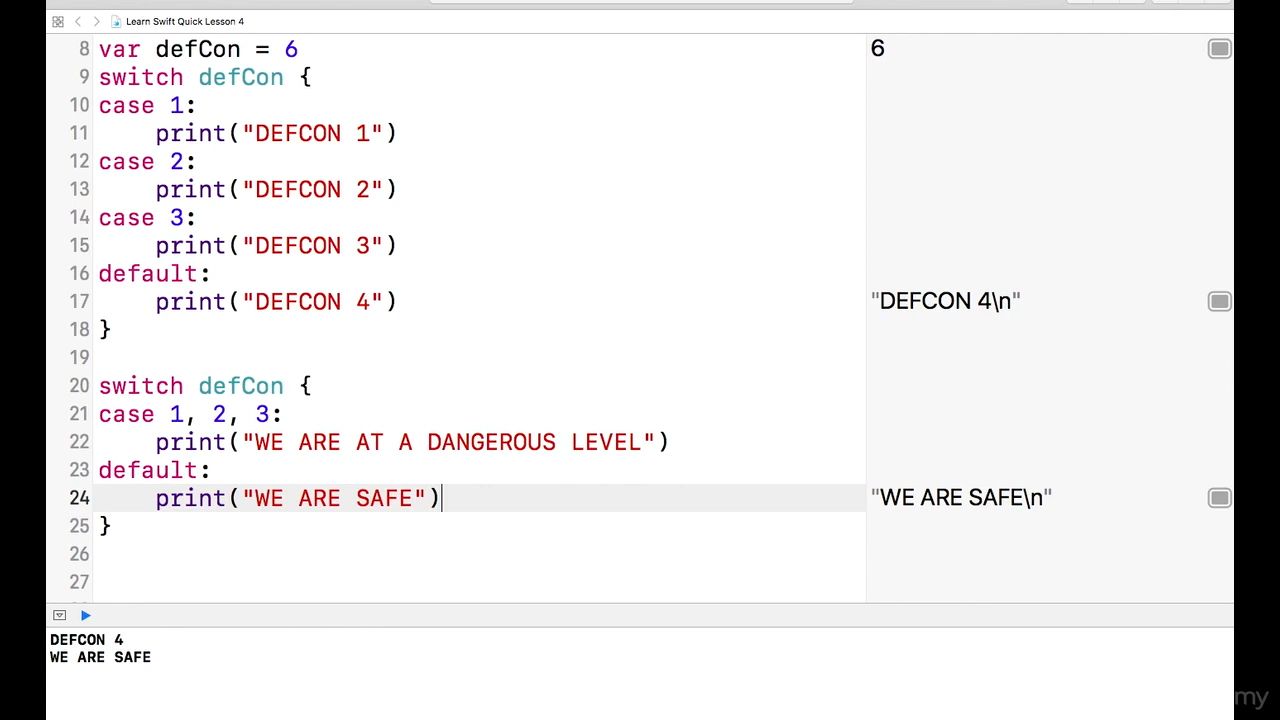 Learn Swift Quick Lesson 4
8 var defCon = 6 6
9 switch defCon {
10 case 1:
11 print("DEFCON 1")
12 case 2:
13 print("DEFCON 2")
14 case 3:
15 print("DEFCON 3")
16 default:
17 print("DEFCON 4") "DEFCON 4\n"
18 }
19
20 switch defCon {
21 case 1, 2, 3:
22 print("WE ARE AT A DANGEROUS LEVEL")
23 default:
24 print("WE ARE SAFE") "WE ARE SAFE\n"
25 }
26
27
DEFCON 4
WE ARE SAFE
my